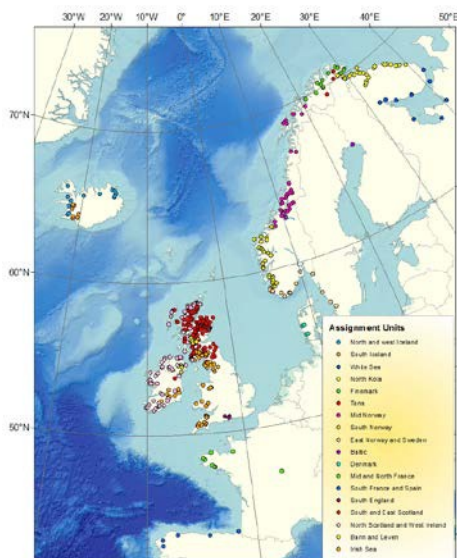 30°W 20°W 10°W 0° 10°E 20°E 30°E 40°E 50°E
70°N
60°N
50°N
Assignment Units
North and west Iceland
South Iceland
White Sea
North Kola
Finnmark
Tana
Mid Norway
South Norway
East Norway and Sweden
Baltic
Denmark
Mid and North France
South France and Spain
South England
South and East Scotland
North Scotland and West Ireland
Bann and Leven
Irish Sea